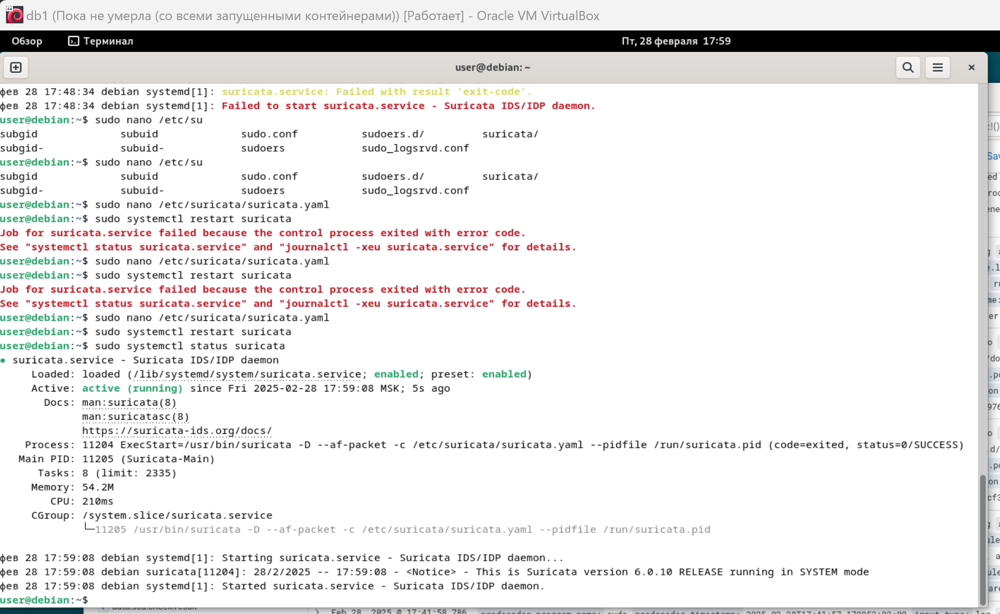 db1 (Пока не умерла (со всеми запущенными контейнерами)) [Работает] - Oracle VM VirtualBox
Обзор Терминал Пт, 28 февраля 17:59
user@debian: ~
фев 28 17:48:34 debian systemd[1]: suricata.service: Failed with result 'exit-code'.
фев 28 17:48:34 debian systemd[1]: Failed to start suricata.service - Suricata IDS/IDP daemon.
user@debian:~$ sudo nano /etc/su
subgid subuid sudo.conf sudoers.d/ suricata/
subgid- subuid- sudoers sudo_logsrvd.conf
user@debian:~$ sudo nano /etc/su
subgid subuid sudo.conf sudoers.d/ suricata/
subgid- subuid- sudoers sudo_logsrvd.conf
user@debian:~$ sudo nano /etc/suricata/suricata.yaml
user@debian:~$ sudo systemctl restart suricata
Job for suricata.service failed because the control process exited with error code.
See "systemctl status suricata.service" and "journalctl -xeu suricata.service" for details.
user@debian:~$ sudo nano /etc/suricata/suricata.yaml
user@debian:~$ sudo systemctl restart suricata
Job for suricata.service failed because the control process exited with error code.
See "systemctl status suricata.service" and "journalctl -xeu suricata.service" for details.
user@debian:~$ sudo nano /etc/suricata/suricata.yaml
user@debian:~$ sudo systemctl restart suricata
user@debian:~$ sudo systemctl status suricata
● suricata.service - Suricata IDS/IDP daemon
Loaded: loaded (/lib/systemd/system/suricata.service; enabled; preset: enabled)
Active: active (running) since Fri 2025-02-28 17:59:08 MSK; 5s ago
Docs: man:suricata(8)
man:suricatasc(8)
https://suricata-ids.org/docs/
Process: 11204 ExecStart=/usr/bin/suricata -D --af-packet -c /etc/suricata/suricata.yaml --pidfile /run/suricata.pid (code=exited, status=0/SUCCESS)
Main PID: 11205 (Suricata-Main)
Tasks: 8 (limit: 2335)
Memory: 54.2M
CPU: 210ms
CGroup: /system.slice/suricata.service
└─11205 /usr/bin/suricata -D --af-packet -c /etc/suricata/suricata.yaml --pidfile /run/suricata.pid
фев 28 17:59:08 debian systemd[1]: Starting suricata.service - Suricata IDS/IDP daemon...
фев 28 17:59:08 debian suricata[11204]: 28/2/2025 -- 17:59:08 - <Notice> - This is Suricata version 6.0.10 RELEASE running in SYSTEM mode
фев 28 17:59:08 debian systemd[1]: Started suricata.service - Suricata IDS/IDP daemon.
user@debian:~$